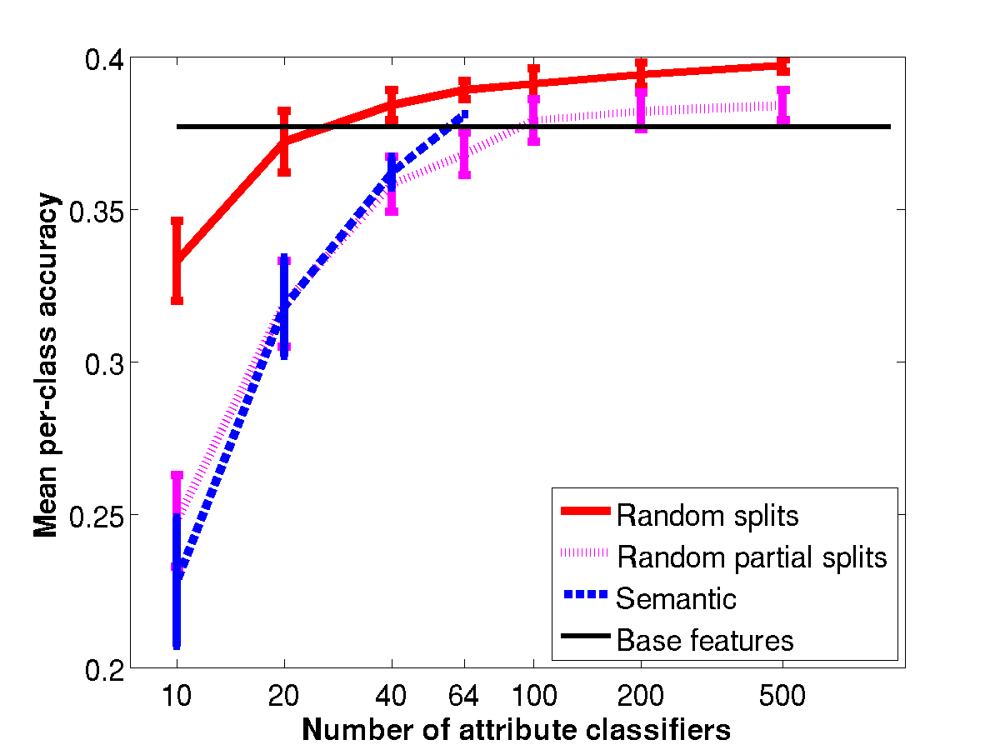 0.4
0.35
0.3
0.25
0.2
Mean per-class accuracy
Random splits
Random partial splits
Semantic
Base features
10 20 40 64 100 200 500
Number of attribute classifiers